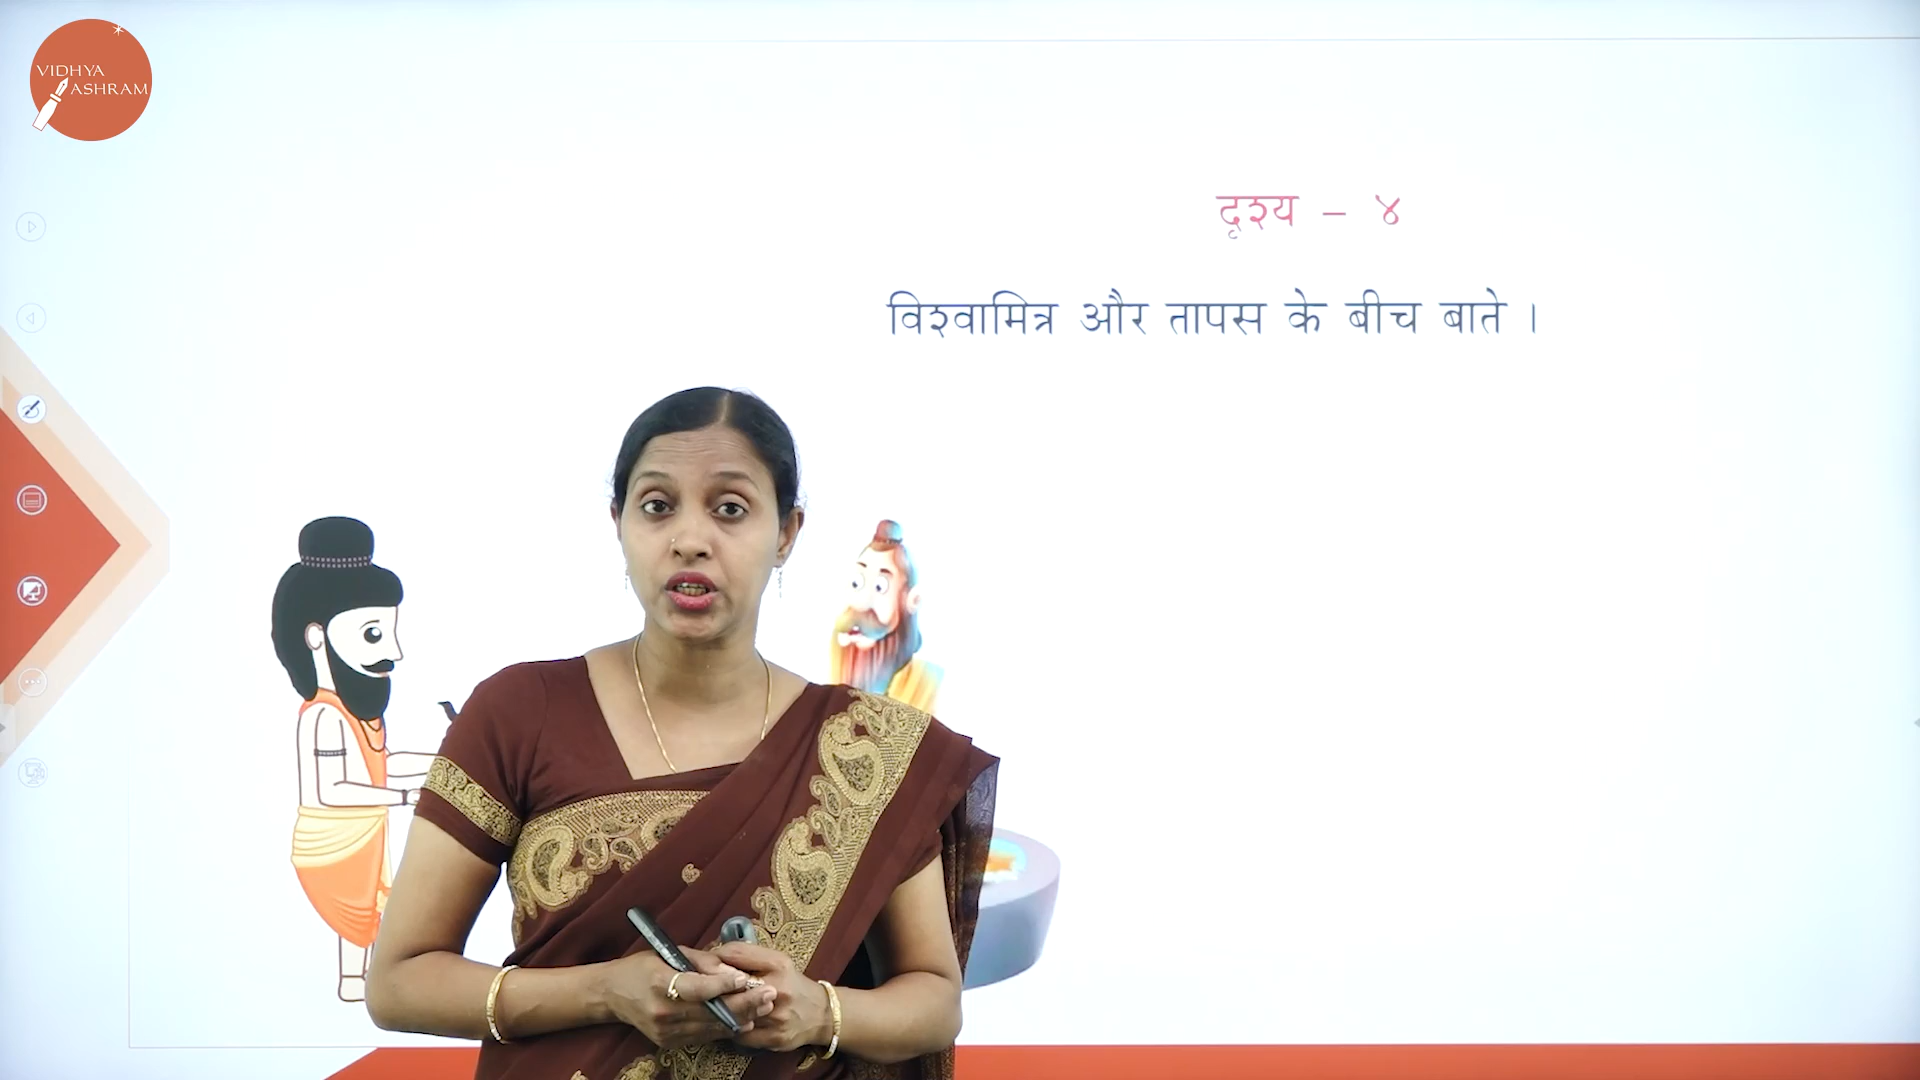 VIDHYA
ASHRAM
दृश्य – ४
विश्वामित्र और तापस के बीच बाते ।